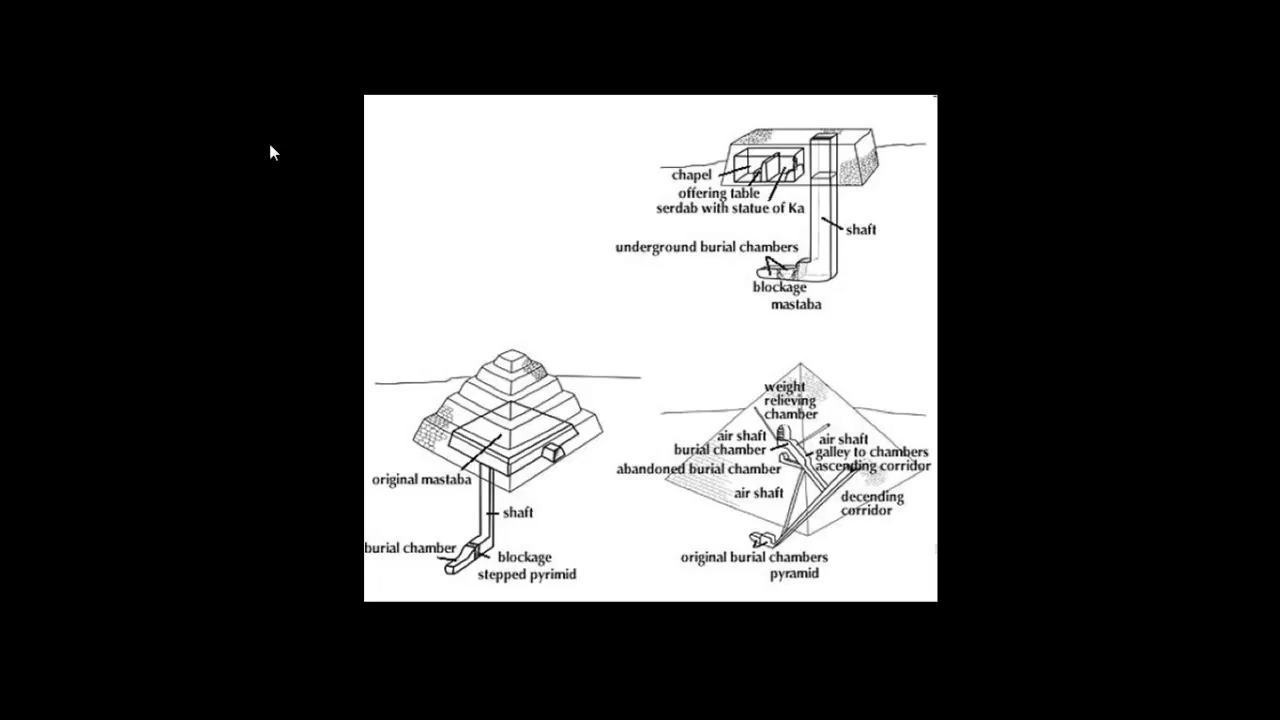 chapel
offering table
serdab with statue of Ka
shaft
underground burial chambers
blockage
mastaba
original mastaba
shaft
burial chamber
blockage
stepped pyrimid
weight
relieving
chamber
air shaft
burial chamber
air shaft
galley to chambers
ascending corridor
abandoned burial chamber
air shaft
decending
corridor
original burial chambers
pyramid